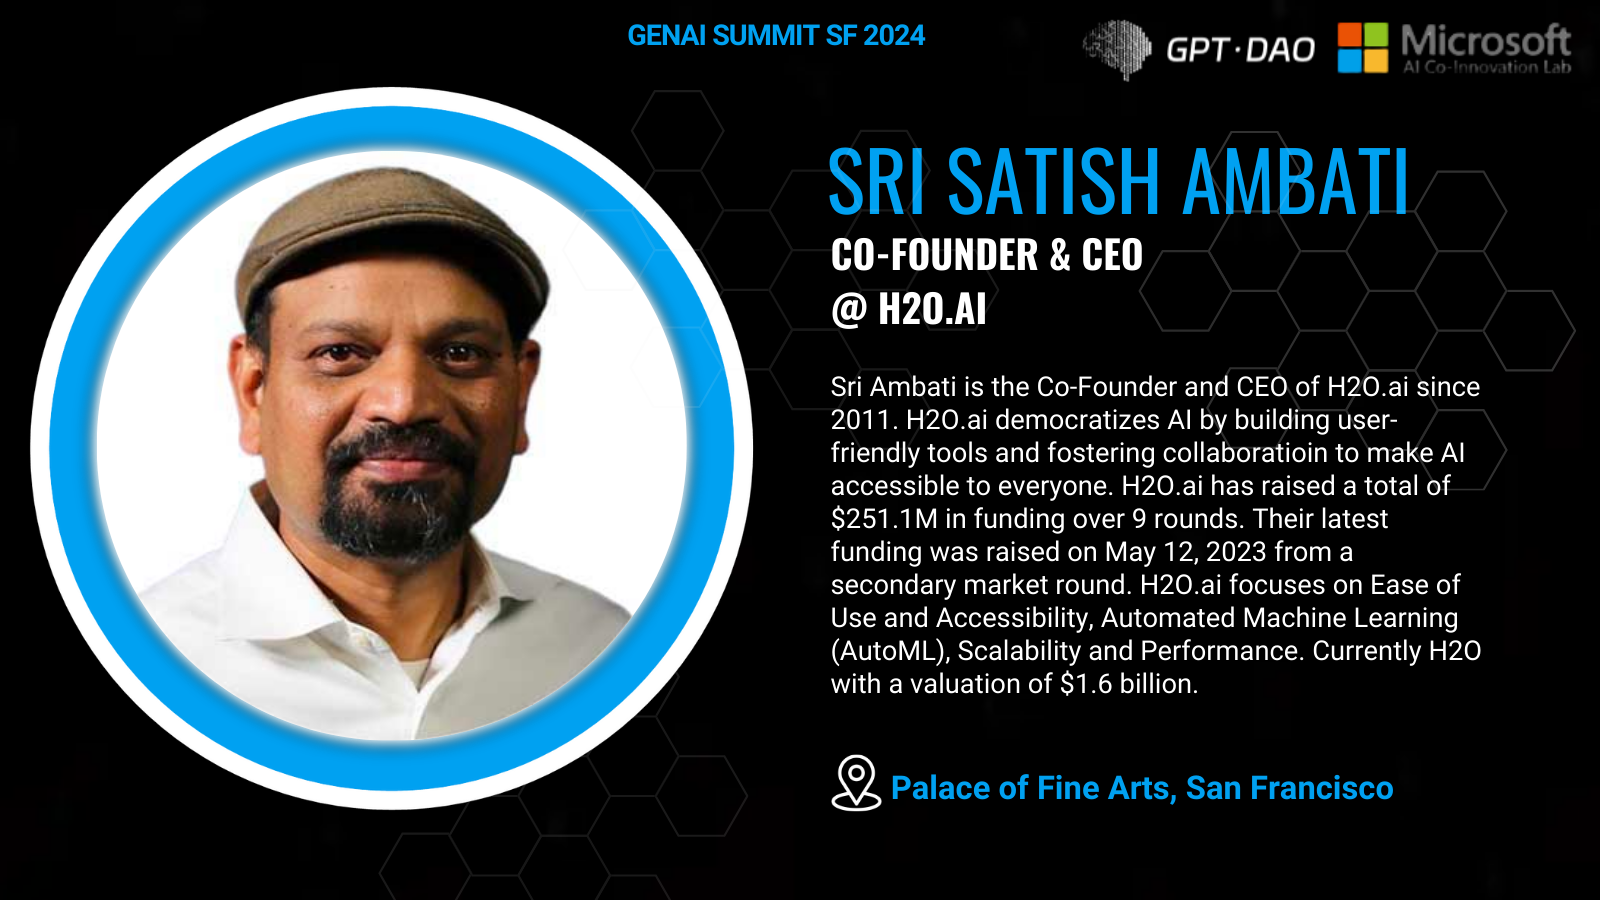 GENAI SUMMIT SF 2024
GPT·DAO
Microsoft
AI Co-Innovation Lab
SRI SATISH AMBATI
CO-FOUNDER & CEO
@ H2O.AI
Sri Ambati is the Co-Founder and CEO of H2O.ai since
2011. H2O.ai democratizes AI by building user-
friendly tools and fostering collaboratioin to make AI
accessible to everyone. H2O.ai has raised a total of
$251.1M in funding over 9 rounds. Their latest
funding was raised on May 12, 2023 from a
secondary market round. H2O.ai focuses on Ease of
Use and Accessibility, Automated Machine Learning
(AutoML), Scalability and Performance. Currently H2O
with a valuation of $1.6 billion.
Palace of Fine Arts, San Francisco